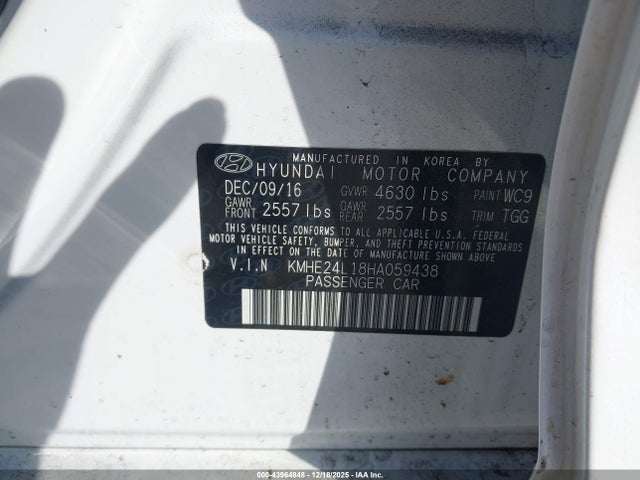 MANUFACTURED IN KOREA BY
HYUNDAI MOTOR COMPANY
DEC/09/16 GVWR 4630 lbs PAINT WC9
GAWR FRONT 2557 lbs GAWR REAR 2557 lbs TRIM TGG
THIS VEHICLE CONFORMS TO ALL APPLICABLE U.S.A. FEDERAL
MOTOR VEHICLE SAFETY, BUMPER, AND THEFT
PREVENTION STANDARDS IN EFFECT ON THE DATE OF MANUFACTURE SHOWN ABOVE.
V.I.N KMHE24L18HA059438
PASSENGER CAR
© IAA Inc.
000-43964848 - 12/18/2025 - IAA Inc.